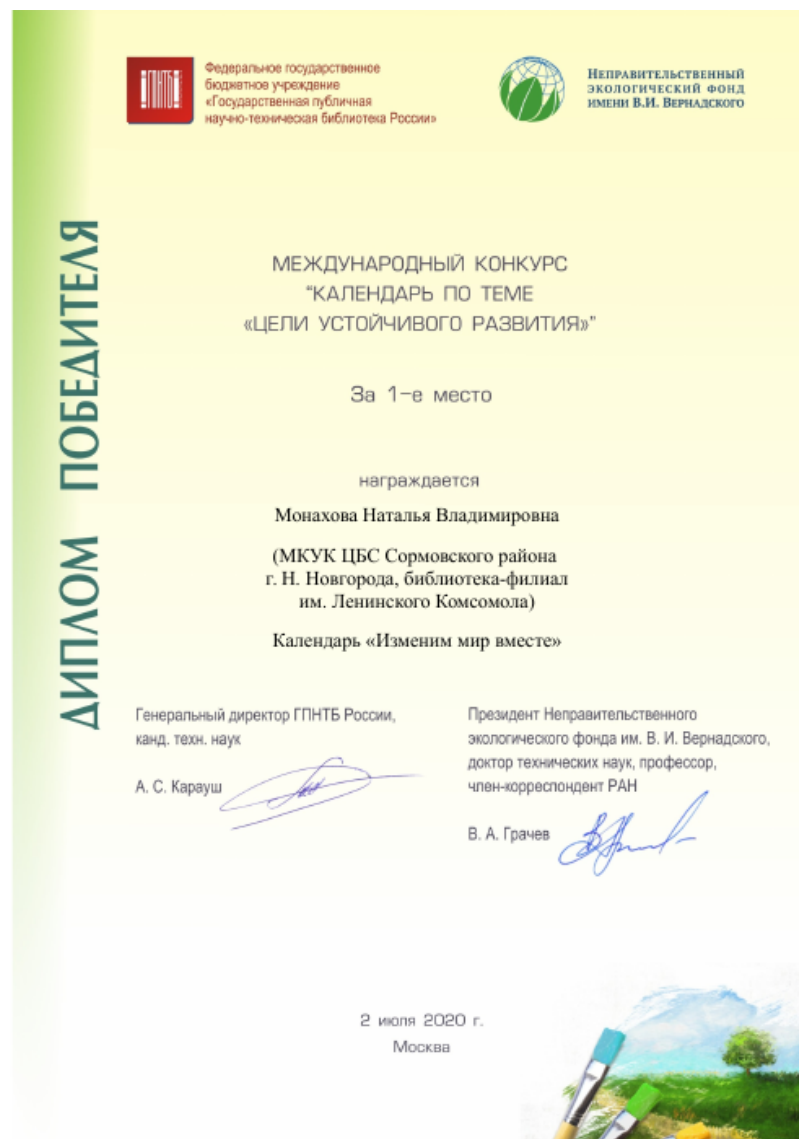 Федеральное государственное
бюджетное учреждение
«Государственная публичная
научно-техническая библиотека России»
ГПНТБ
НЕПРАВИТЕЛЬСТВЕННЫЙ
ЭКОЛОГИЧЕСКИЙ ФОНД
ИМЕНИ В.И. ВЕРНАДСКОГО
ДИПЛОМ ПОБЕДИТЕЛЯ
МЕЖДУНАРОДНЫЙ КОНКУРС
"КАЛЕНДАРЬ ПО ТЕМЕ
«ЦЕЛИ УСТОЙЧИВОГО РАЗВИТИЯ»"
За 1-е место
награждается
Монахова Наталья Владимировна
(МКУК ЦБС Сормовского района
г. Н. Новгорода, библиотека-филиал
им. Ленинского Комсомола)
Календарь «Изменим мир вместе»
Генеральный директор ГПНТБ России,
канд. техн. наук
А. С. Карауш
Президент Неправительственного
экологического фонда им. В. И. Вернадского,
доктор технических наук, профессор,
член-корреспондент РАН
В. А. Грачев
2 июля 2020 г.
Москва